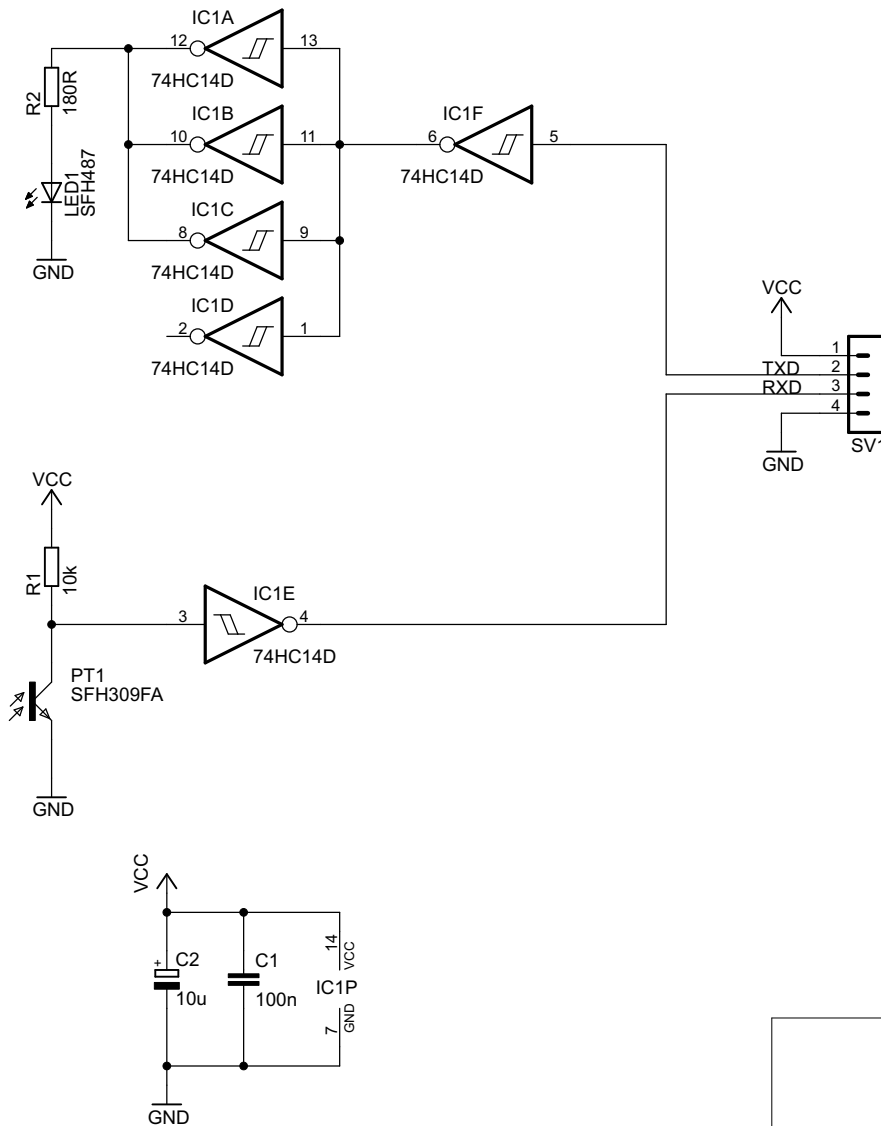 IC1A
12
13
74HC14D
R2
180R
IC1B
10
11
74HC14D
IC1F
6
5
74HC14D
LED1
SFH487
IC1C
8
9
74HC14D
GND
IC1D
2
1
74HC14D
VCC
1
TXD
2
RXD
3
4
GND
SV1
VCC
R1
10k
IC1E
3
4
74HC14D
PT1
SFH309FA
GND
VCC
+
C2
10u
C1
100n
14
VCC
IC1P
7
GND
GND